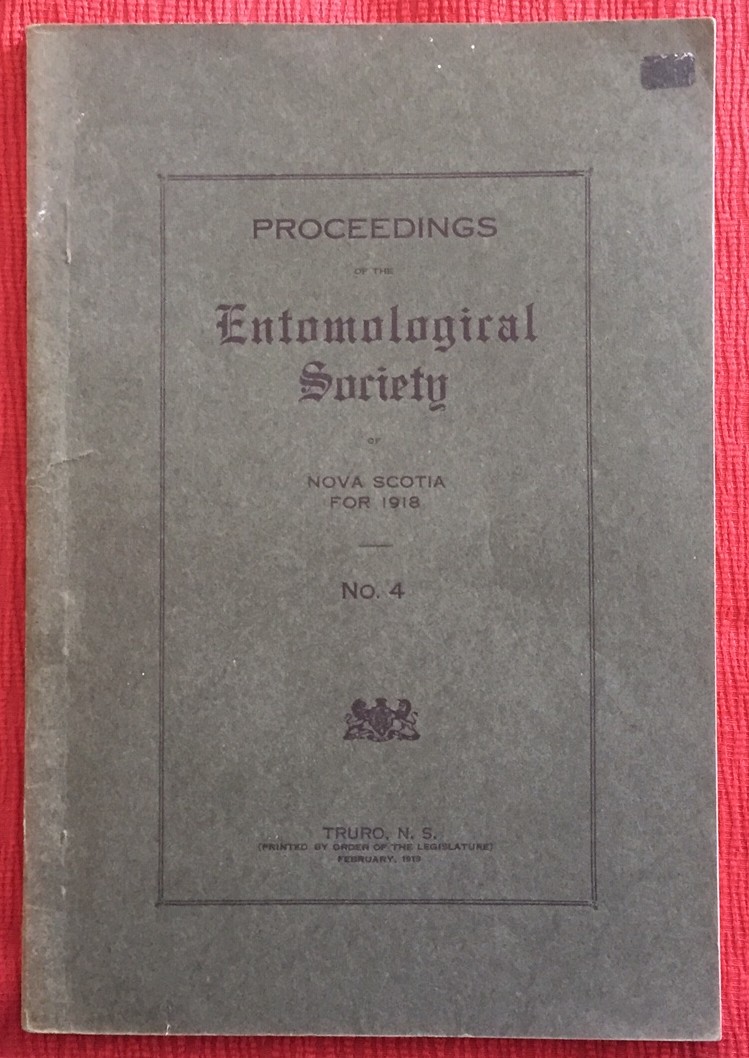 PROCEEDINGS
OF THE
Entomological
Society
OF
NOVA SCOTIA
FOR 1918
No. 4
TRURO, N. S.
(PRINTED BY ORDER OF THE LEGISLATURE)
FEBRUARY, 1919